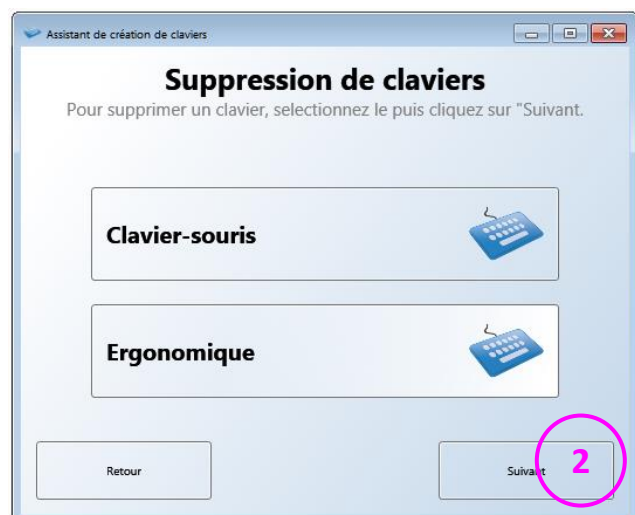 Assistant de création de claviers
Suppression de claviers
Pour supprimer un clavier, selectionnez le puis cliquez sur "Suivant.
Clavier-souris
Ergonomique
Retour
Suivant
2